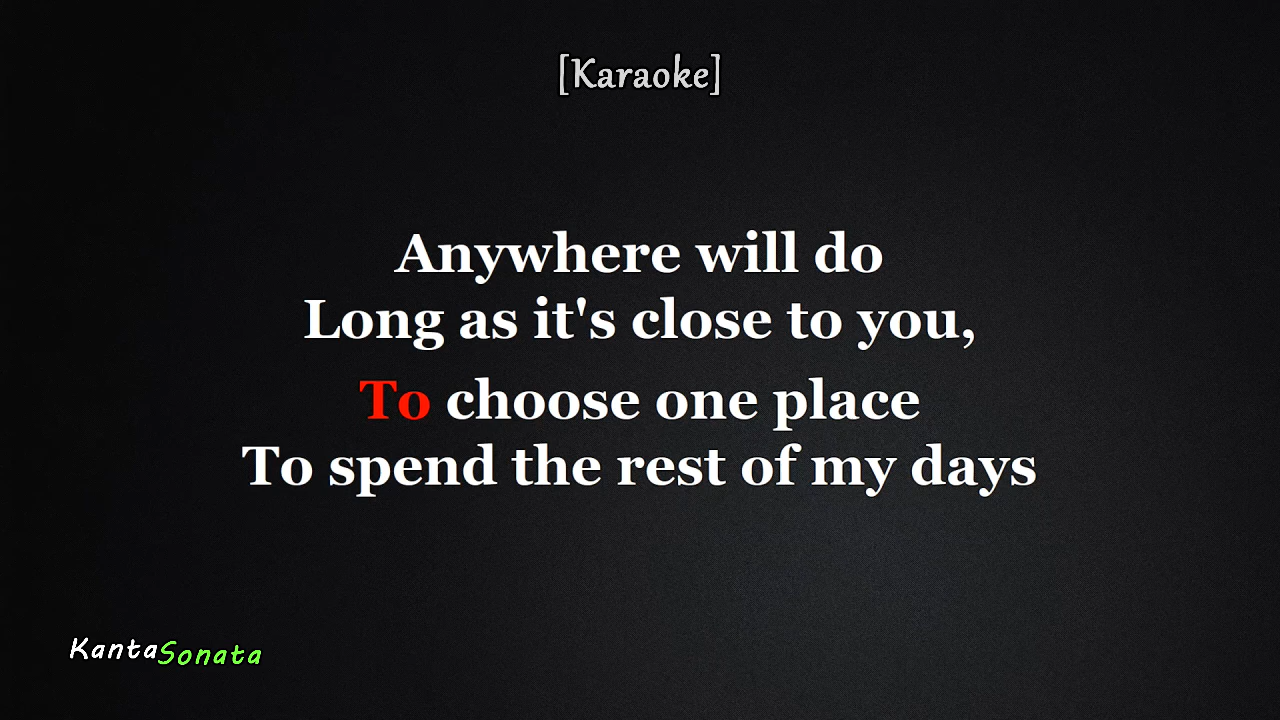 [Karaoke]
Anywhere will do
Long as it's close to you,
To choose one place
To spend the rest of my days
KantaSonata